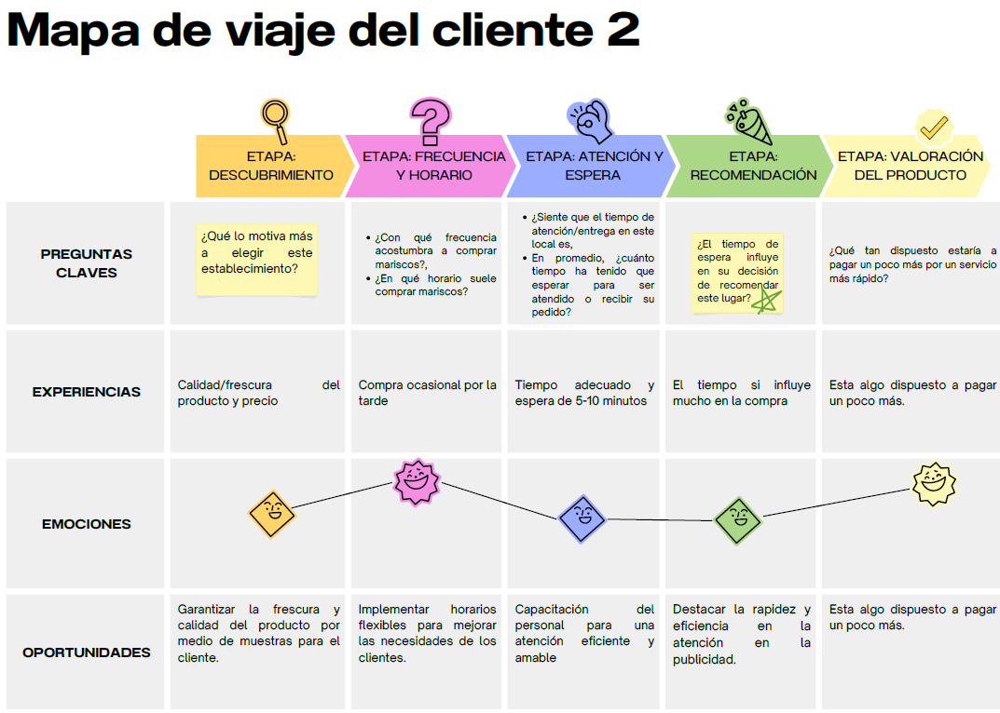 Mapa de viaje del cliente 2
ETAPA:
DESCUBRIMIENTO
ETAPA: FRECUENCIA
Y HORARIO
ETAPA: ATENCIÓN Y
ESPERA
ETAPA:
RECOMENDACIÓN
ETAPA: VALORACIÓN
DEL PRODUCTO
PREGUNTAS
CLAVES
¿Qué lo motiva más
a elegir este
establecimiento?
• ¿Con qué frecuencia
acostumbra a comprar
mariscos?,
• ¿En qué horario suele
comprar mariscos?
• ¿Siente que el tiempo de
atención/entrega en este
local es,
• En promedio, ¿cuánto
tiempo ha tenido que
esperar para ser
atendido o recibir su
pedido?
¿El tiempo de
espera influye
en su decisión
de recomendar
este lugar?
¿Qué tan dispuesto estaría a
pagar un poco más por un servicio
más rápido?
EXPERIENCIAS
Calidad/frescura del
producto y precio
Compra ocasional por la
tarde
Tiempo adecuado y
espera de 5-10 minutos
El tiempo si influye
mucho en la compra
Esta algo dispuesto a pagar
un poco más.
EMOCIONES
OPORTUNIDADES
Garantizar la frescura y
calidad del producto por
medio de muestras para el
cliente.
Implementar horarios
flexibles para mejorar
las necesidades de los
clientes.
Capacitación del
personal para una
atención eficiente y
amable
Destacar la rapidez y
eficiencia en la
atención en la
publicidad.
Esta algo dispuesto a pagar
un poco más.